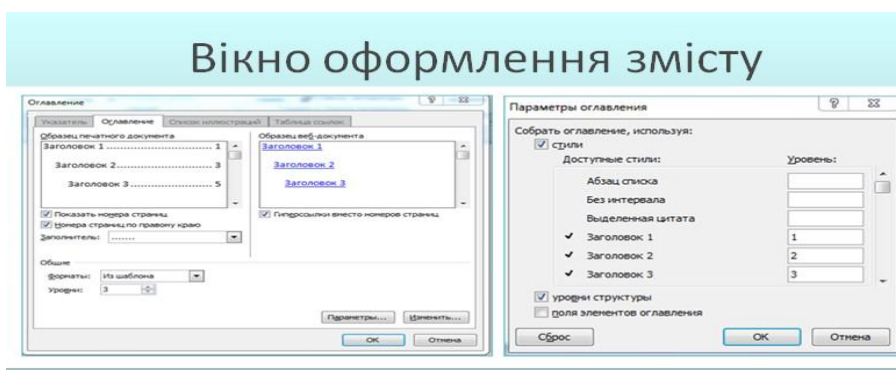 Вікно оформлення змісту
Оглавление
Указатель Оглавление Список иллюстраций Таблица ссылок
Образец печатного документа
Заголовок 1 ........................ 1
Заголовок 2 ..................... 3
Заголовок 3 .................. 5
Образец веб-документа
Заголовок 1
Заголовок 2
Заголовок 3
Показать номера страниц
Номера страниц по правому краю
Заполнитель: .......
Гиперссылки вместо номеров страниц
Общие
Форматы: Из шаблона
Уровни: 3
Параметры... Изменить...
ОК Отмена
Параметры оглавления
Собрать оглавление, используя:
стили
Доступные стили: Уровень:
Абзац списка
Без интервала
Выделенная цитата
Заголовок 1 1
Заголовок 2 2
Заголовок 3 3
уровни структуры
поля элементов оглавления
Сброс ОК Отмена